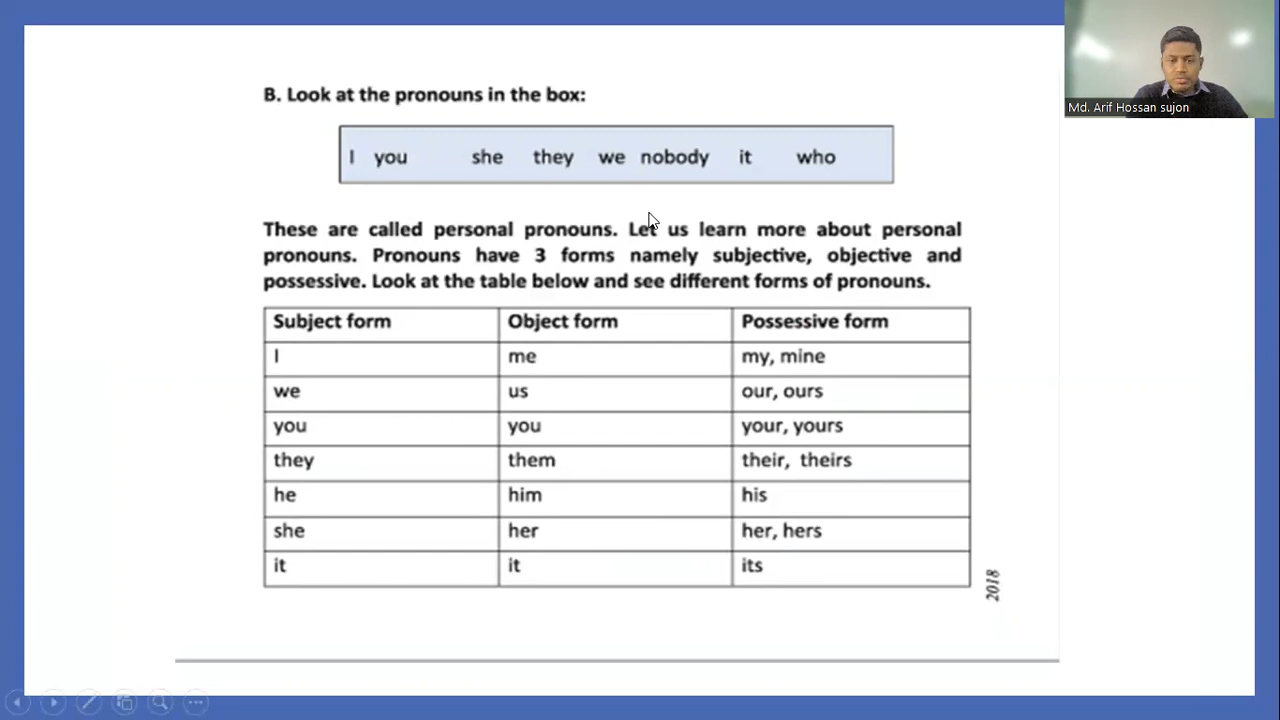 B. Look at the pronouns in the box:
I you she they we nobody it who
These are called personal pronouns. Let us learn more about personal
pronouns. Pronouns have 3 forms namely subjective, objective and
possessive. Look at the table below and see different forms of pronouns.
Subject form Object form Possessive form
I me my, mine
we us our, ours
you you your, yours
they them their, theirs
he him his
she her her, hers
it it its
2018
Md. Arif Hossan sujon